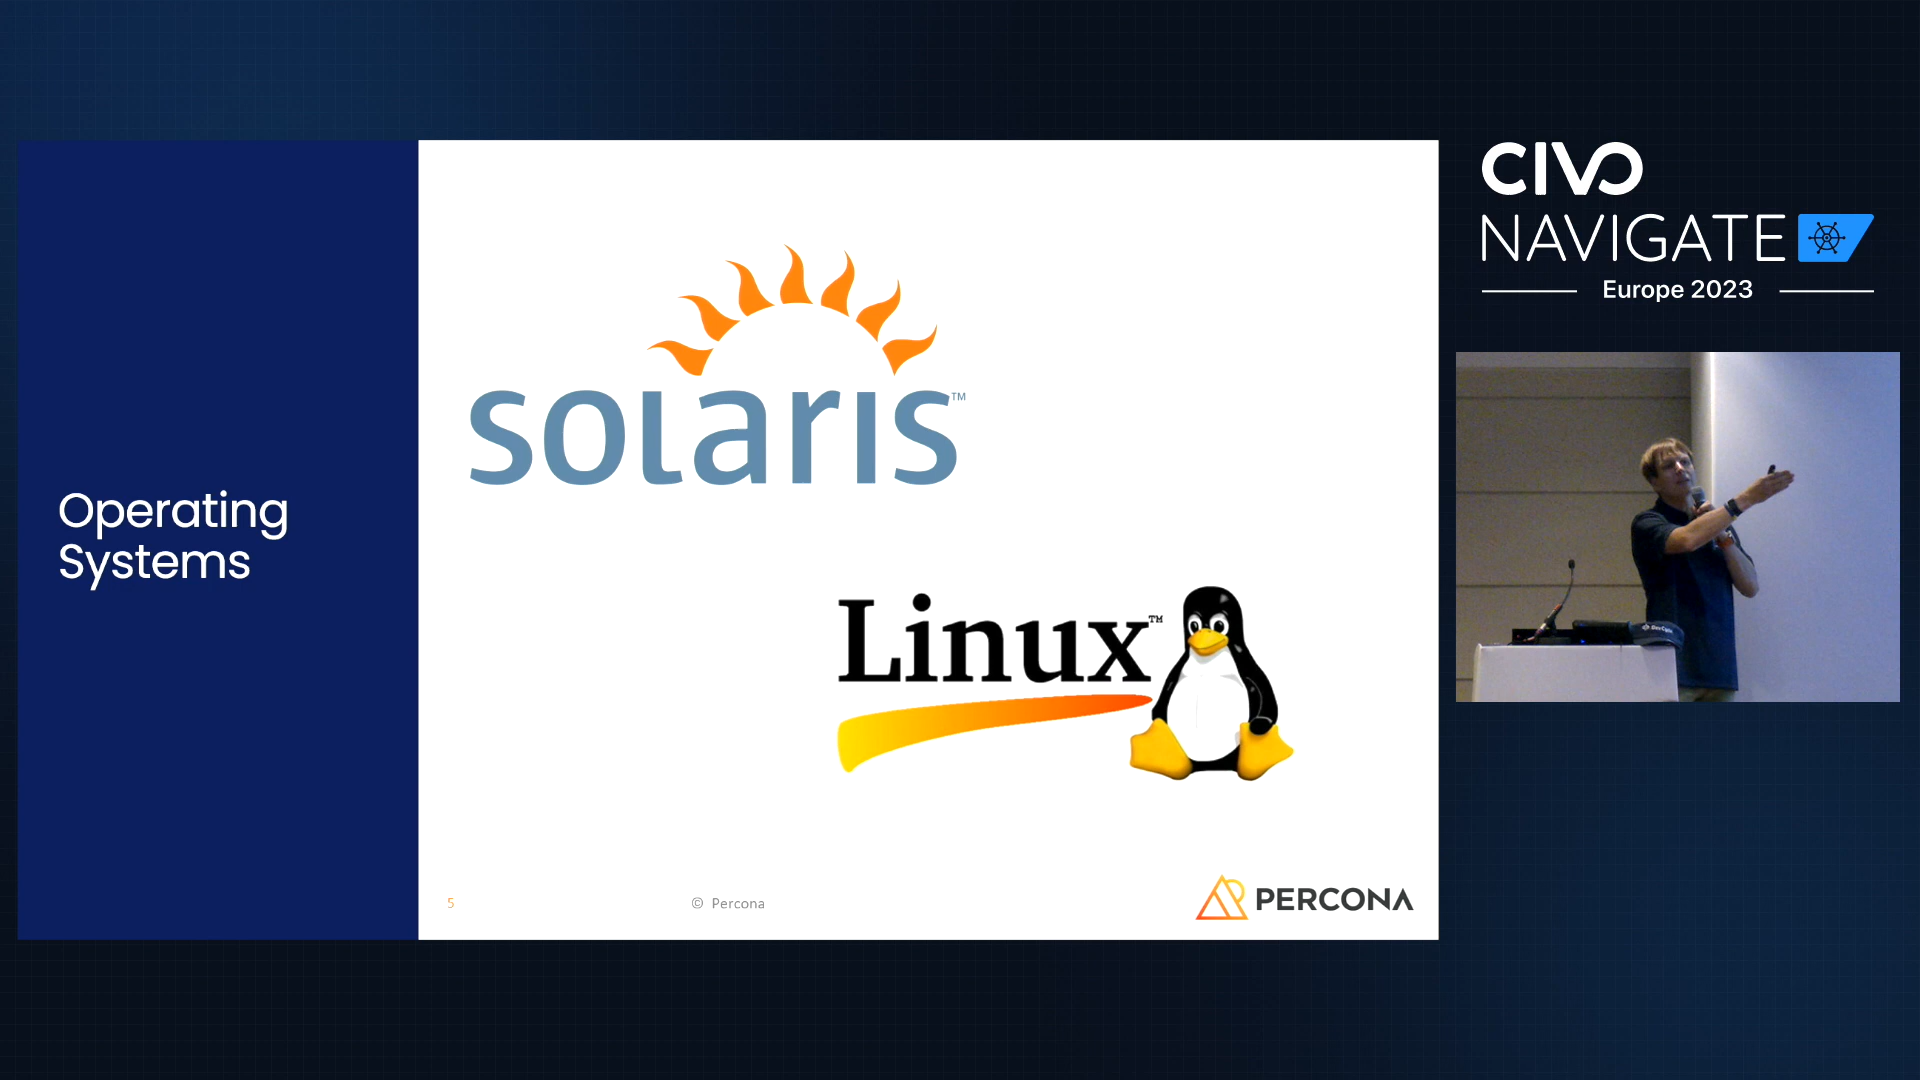 Operating
Systems
solaris™
Linux™
5
© Percona
PERCONA
CIVO
NAVIGATE
Europe 2023